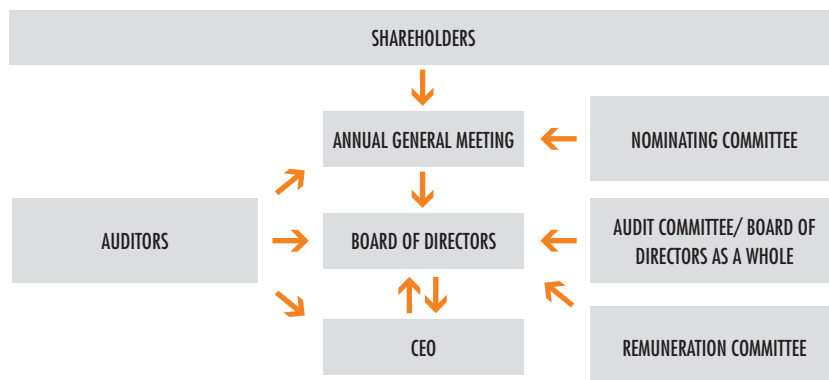 SHAREHOLDERS
ANNUAL GENERAL MEETING
NOMINATING COMMITTEE
AUDITORS
BOARD OF DIRECTORS
AUDIT COMMITTEE/ BOARD OF
DIRECTORS AS A WHOLE
CEO
REMUNERATION COMMITTEE